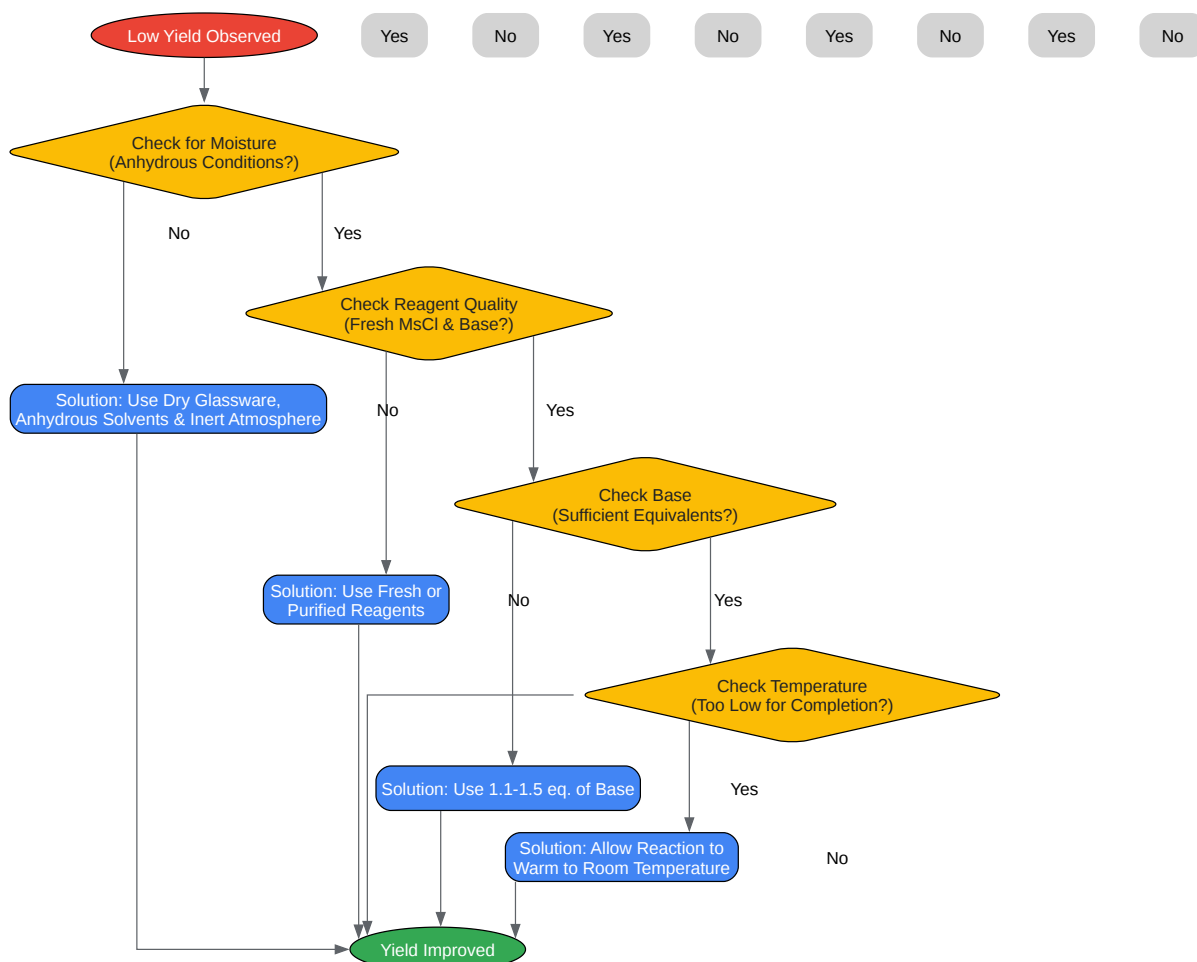 Low Yield Observed
Yes
No
Yes
No
Yes
No
Yes
No
Check for Moisture
(Anhydrous Conditions?)
No
Yes
Check Reagent Quality
(Fresh MsCl & Base?)
Solution: Use Dry Glassware,
Anhydrous Solvents & Inert Atmosphere
No
Yes
Check Base
(Sufficient Equivalents?)
Solution: Use Fresh or
Purified Reagents
No
Yes
Check Temperature
(Too Low for Completion?)
Solution: Use 1.1-1.5 eq. of Base
Yes
Solution: Allow Reaction to
Warm to Room Temperature
No
Yield Improved